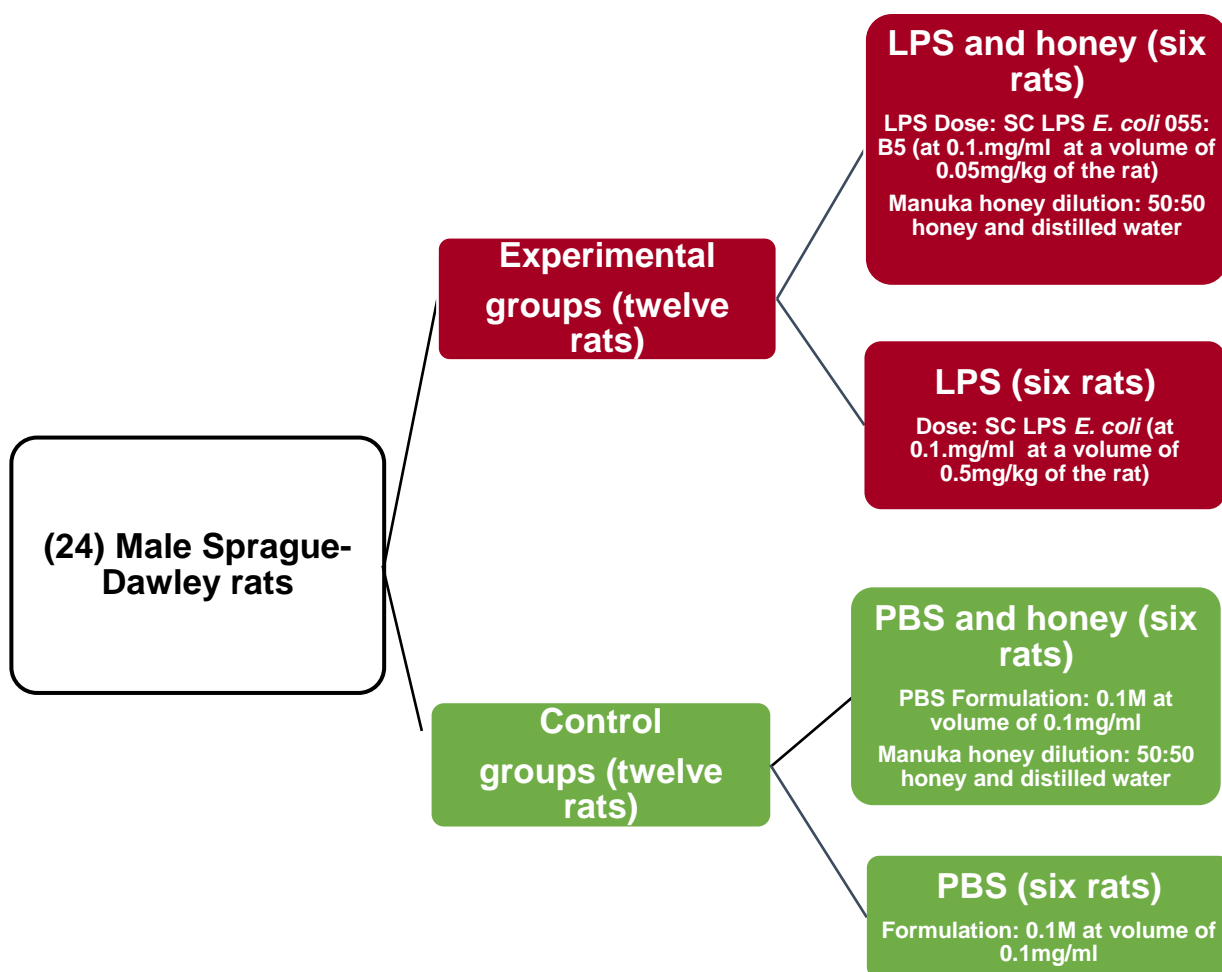 (24) Male Sprague-
Dawley rats
Experimental
groups (twelve
rats)
LPS and honey (six
rats)
LPS Dose: SC LPS E. coli 055:
B5 (at 0.1.mg/ml at a volume of
0.05mg/kg of the rat)
Manuka honey dilution: 50:50
honey and distilled water
LPS (six rats)
Dose: SC LPS E. coli (at
0.1.mg/ml at a volume of
0.5mg/kg of the rat)
Control
groups (twelve
rats)
PBS and honey (six
rats)
PBS Formulation: 0.1M at
volume of 0.1mg/ml
Manuka honey dilution: 50:50
honey and distilled water
PBS (six rats)
Formulation: 0.1M at volume of
0.1mg/ml